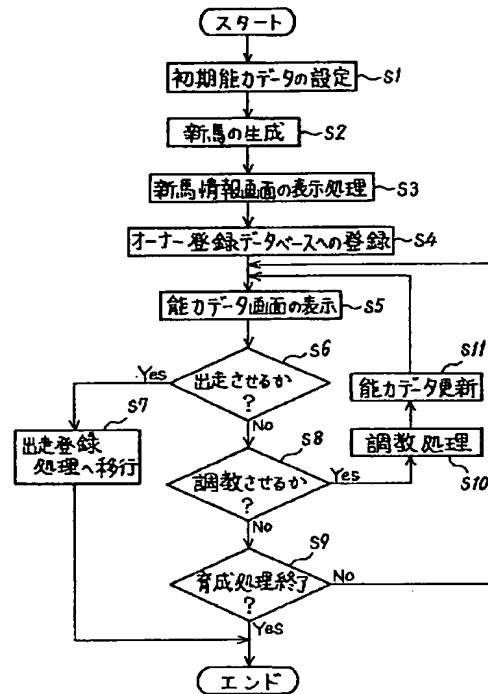 スタート
初期能力データの設定
S1
新馬の生成
S2
新馬情報画面の表示処理
S3
オーナー登録データベースへの登録
S4
能力データ画面の表示
S5
S6
出走させるか
?
Yes
No
S7
出走登録
処理へ移行
S8
調教させるか
?
Yes
No
S11
能力データ更新
調教処理
S10
S9
育成処理終了
?
No
Yes
エンド